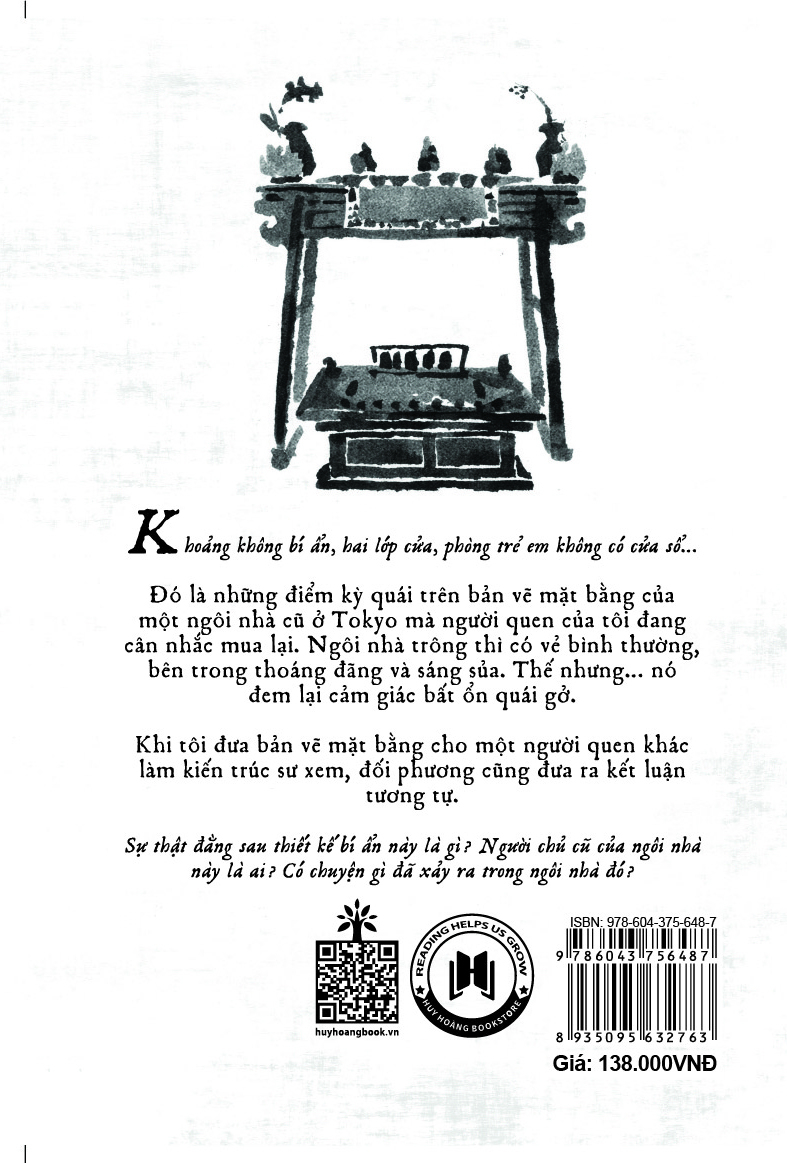 Khoảng không bí ẩn, hai lớp cửa, phòng trẻ em không có cửa sổ...
Đó là những điểm kỳ quái trên bản vẽ mặt bằng của
một ngôi nhà cũ ở Tokyo mà người quen của tôi đang
cân nhắc mua lại. Ngôi nhà trông thì có vẻ bình thường,
bên trong thoáng đãng và sáng sủa. Thế nhưng... nó
đem lại cảm giác bất ổn quái gở.
Khi tôi đưa bản vẽ mặt bằng cho một người quen khác
làm kiến trúc sư xem, đối phương cũng đưa ra kết luận
tương tự.
Sự thật đằng sau thiết kế bí ẩn này là gì? Người chủ cũ của ngôi nhà
này là ai? Có chuyện gì đã xảy ra trong ngôi nhà đó?
huyhoangbook.vn
READING HELPS US GROW
HUY HOÀNG BOOKSTORE
ISBN: 978-604-375-648-7
9 786043 756487
8 935095 632763
Giá: 138.000VNĐ